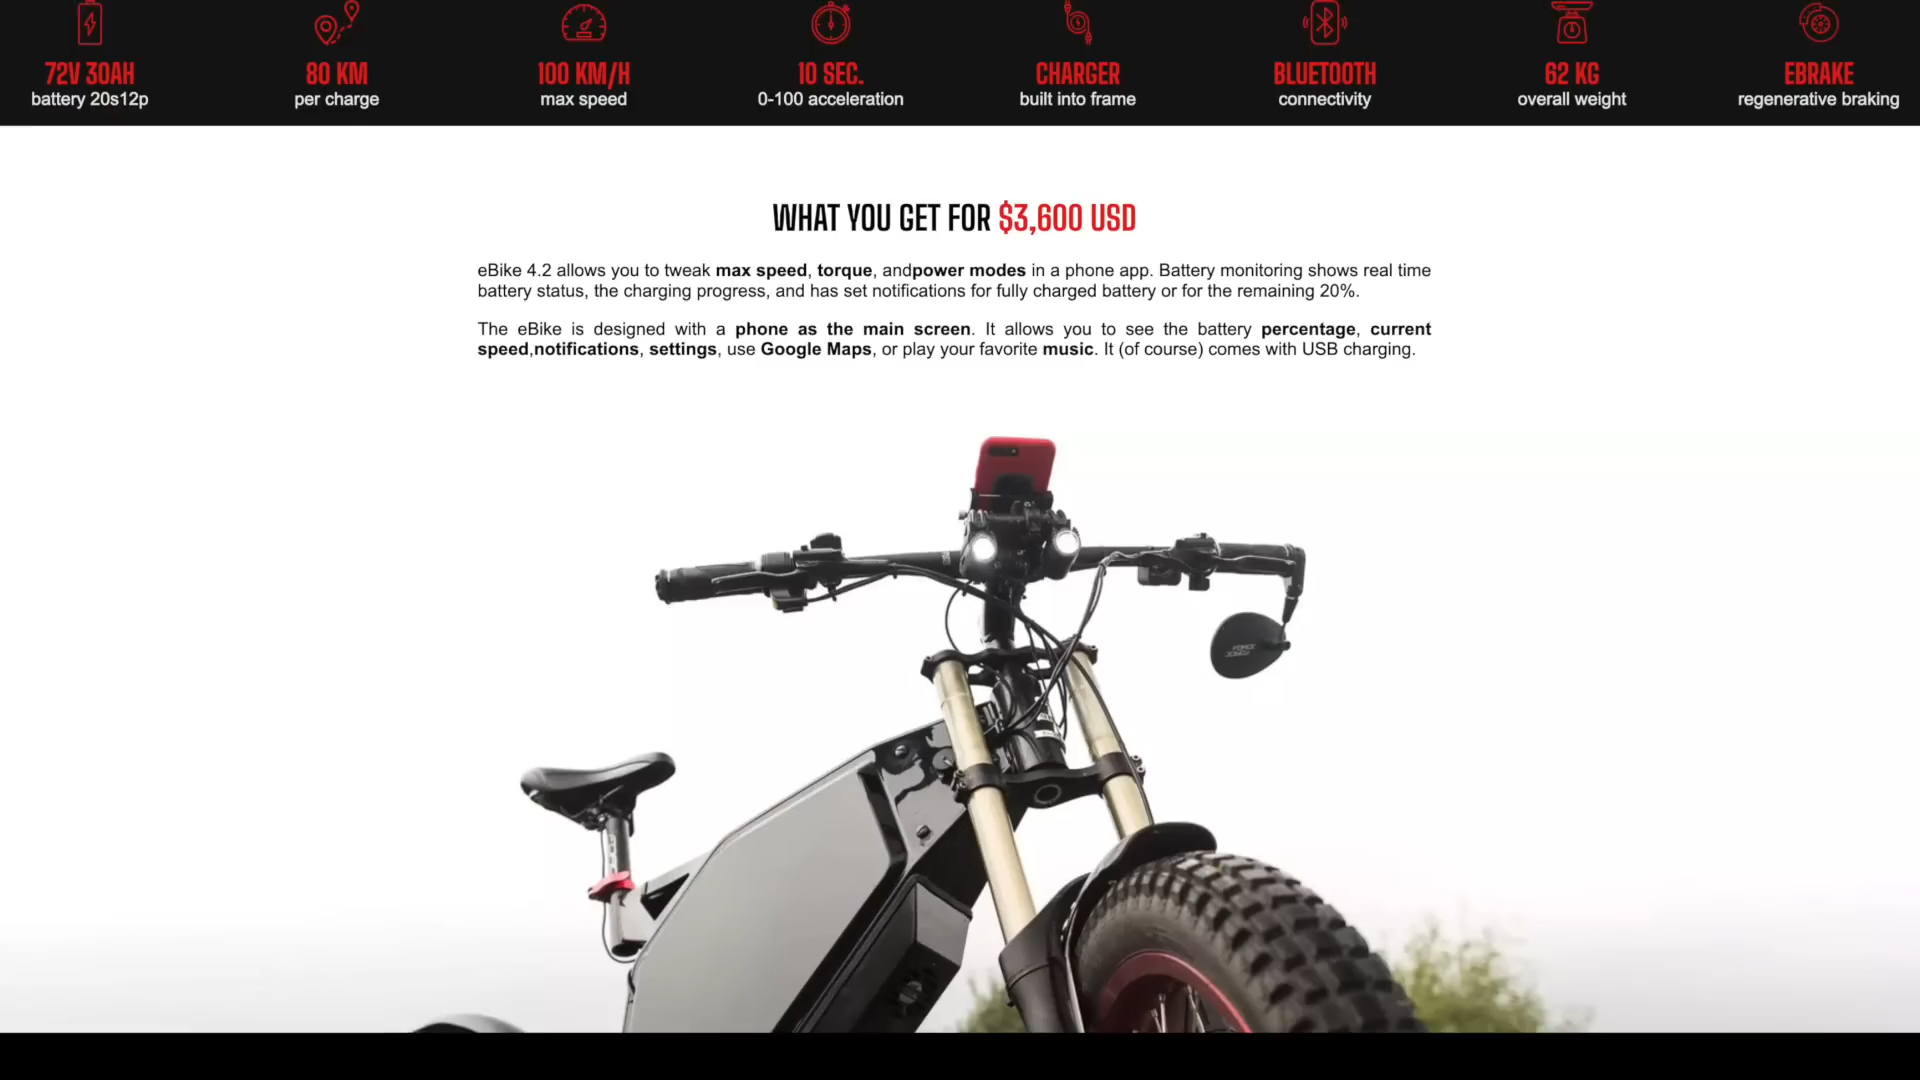 72V 30AH
battery 20s12p
80 KM
per charge
100 KM/H
max speed
10 SEC.
0-100 acceleration
CHARGER
built into frame
BLUETOOTH
connectivity
62 KG
overall weight
EBRAKE
regenerative braking
WHAT YOU GET FOR $3,600 USD
eBike 4.2 allows you to tweak max speed, torque, andpower modes in a phone app. Battery monitoring shows real time
battery status, the charging progress, and has set notifications for fully charged battery or for the remaining 20%.
The eBike is designed with a phone as the main screen. It allows you to see the battery percentage, current
speed,notifications, settings, use Google Maps, or play your favorite music. It (of course) comes with USB charging.